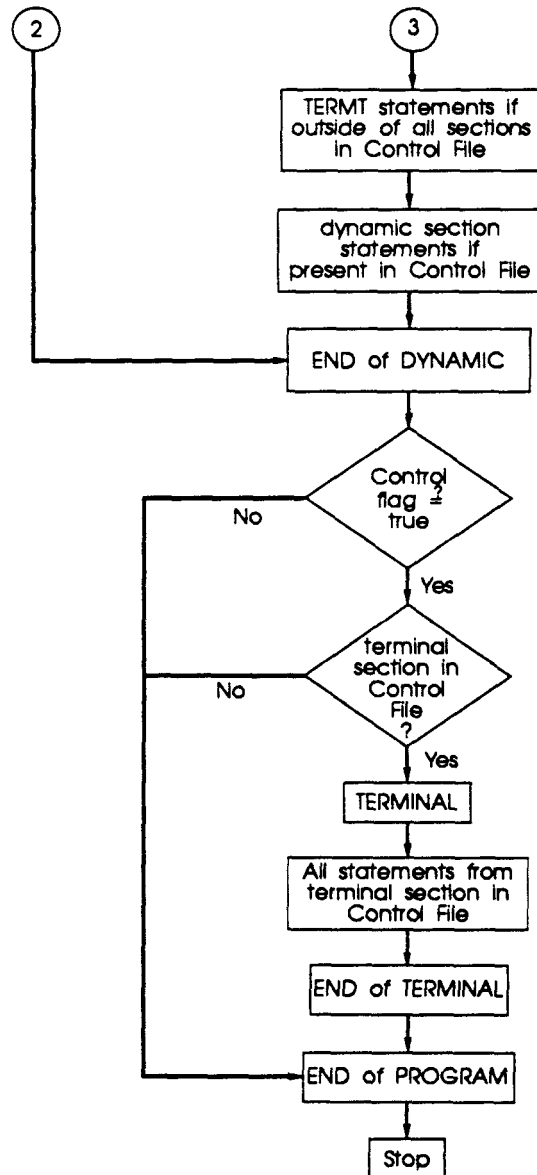 2
3
TERMT statements if
outside of all sections
in Control File
dynamic section
statements if
present in Control File
END of DYNAMIC
Control
flag ≟
true
No
Yes
terminal
section in
Control
File
?
No
Yes
TERMINAL
All statements from
terminal section in
Control File
END of TERMINAL
END of PROGRAM
Stop